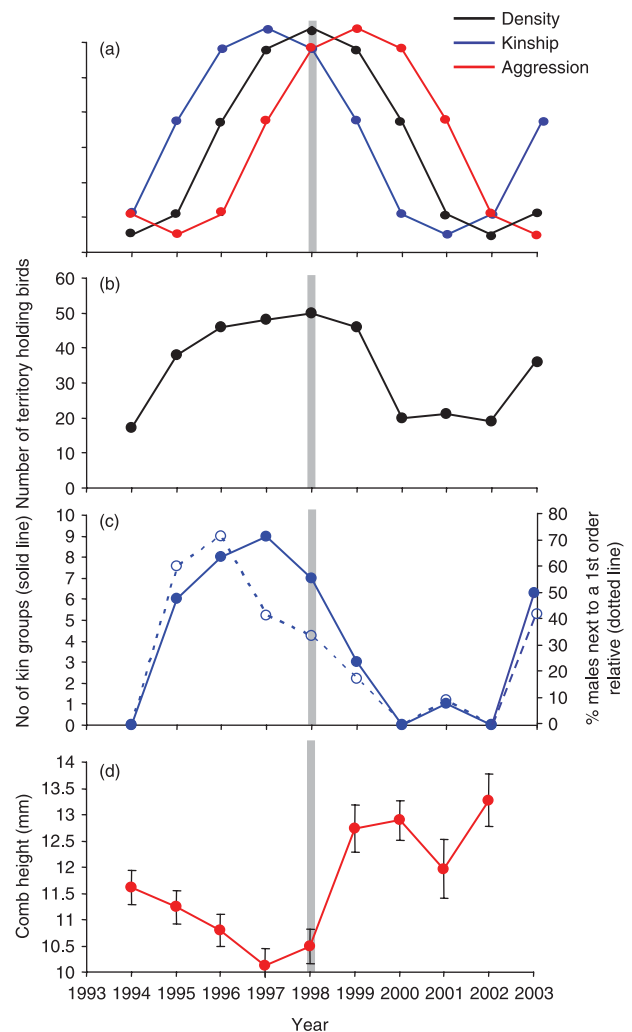 (a)
Density
Kinship
Aggression
(b)
Number of territory holding birds
60
50
40
30
20
10
0
(c)
No of kin groups (solid line)
10
9
8
7
6
5
4
3
2
1
0
80
70
60
50
40
30
20
10
0
% males next to a 1st order
relative (dotted line)
(d)
Comb height (mm)
14
13.5
13
12.5
12
11.5
11
10.5
10
1993 1994 1995 1996 1997 1998 1999 2000 2001 2002 2003
Year